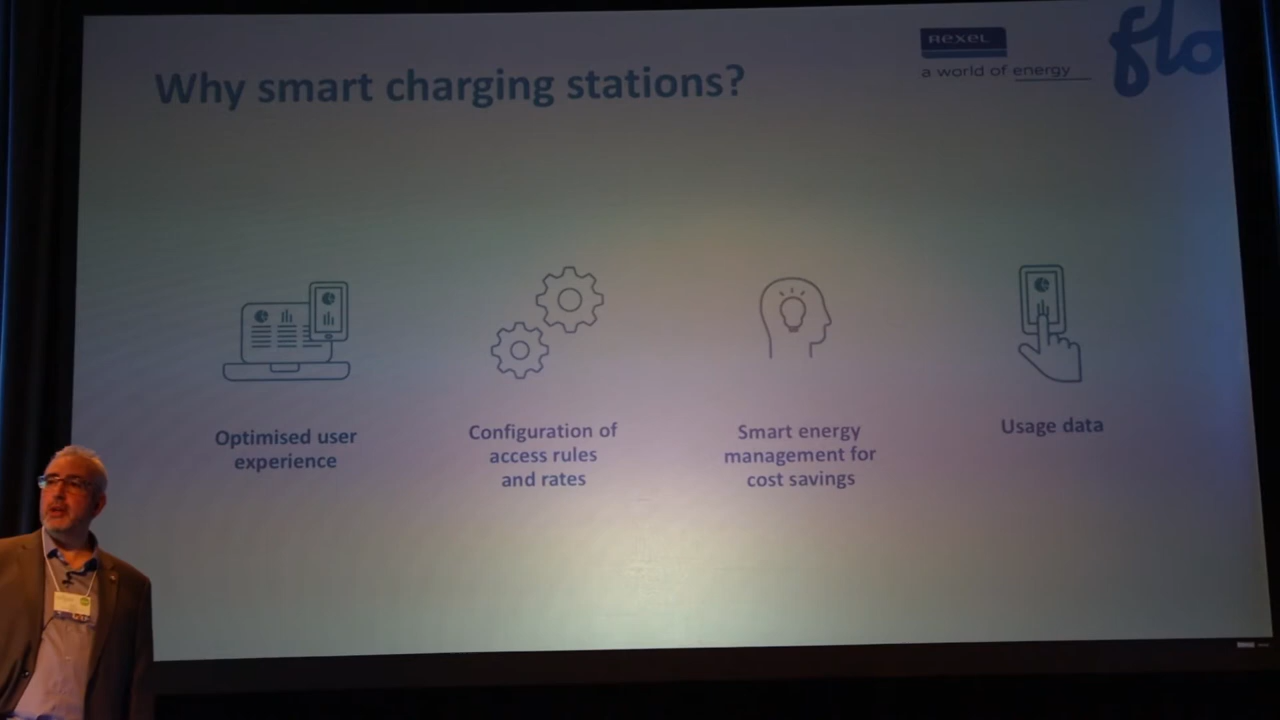 Why smart charging stations?
REXEL
a world of energy
flo
Optimised user
experience
Configuration of
access rules
and rates
Smart energy
management for
cost savings
Usage data